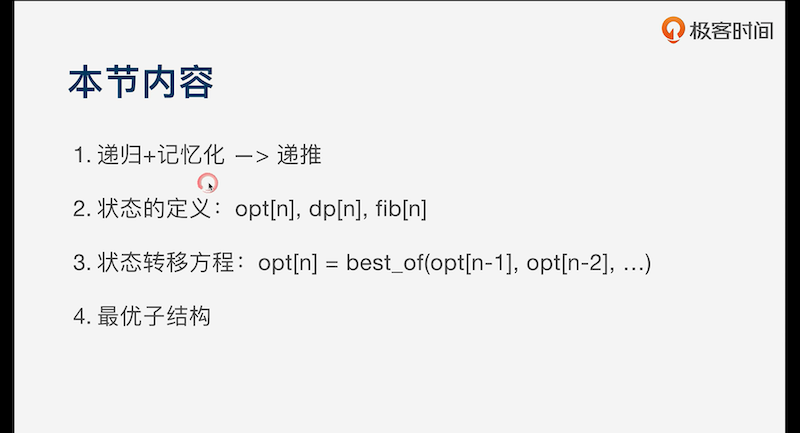 极客时间
本节内容
1. 递归+记忆化 —> 递推
2. 状态的定义：opt[n], dp[n], fib[n]
3. 状态转移方程：opt[n] = best_of(opt[n-1], opt[n-2], …)
4. 最优子结构